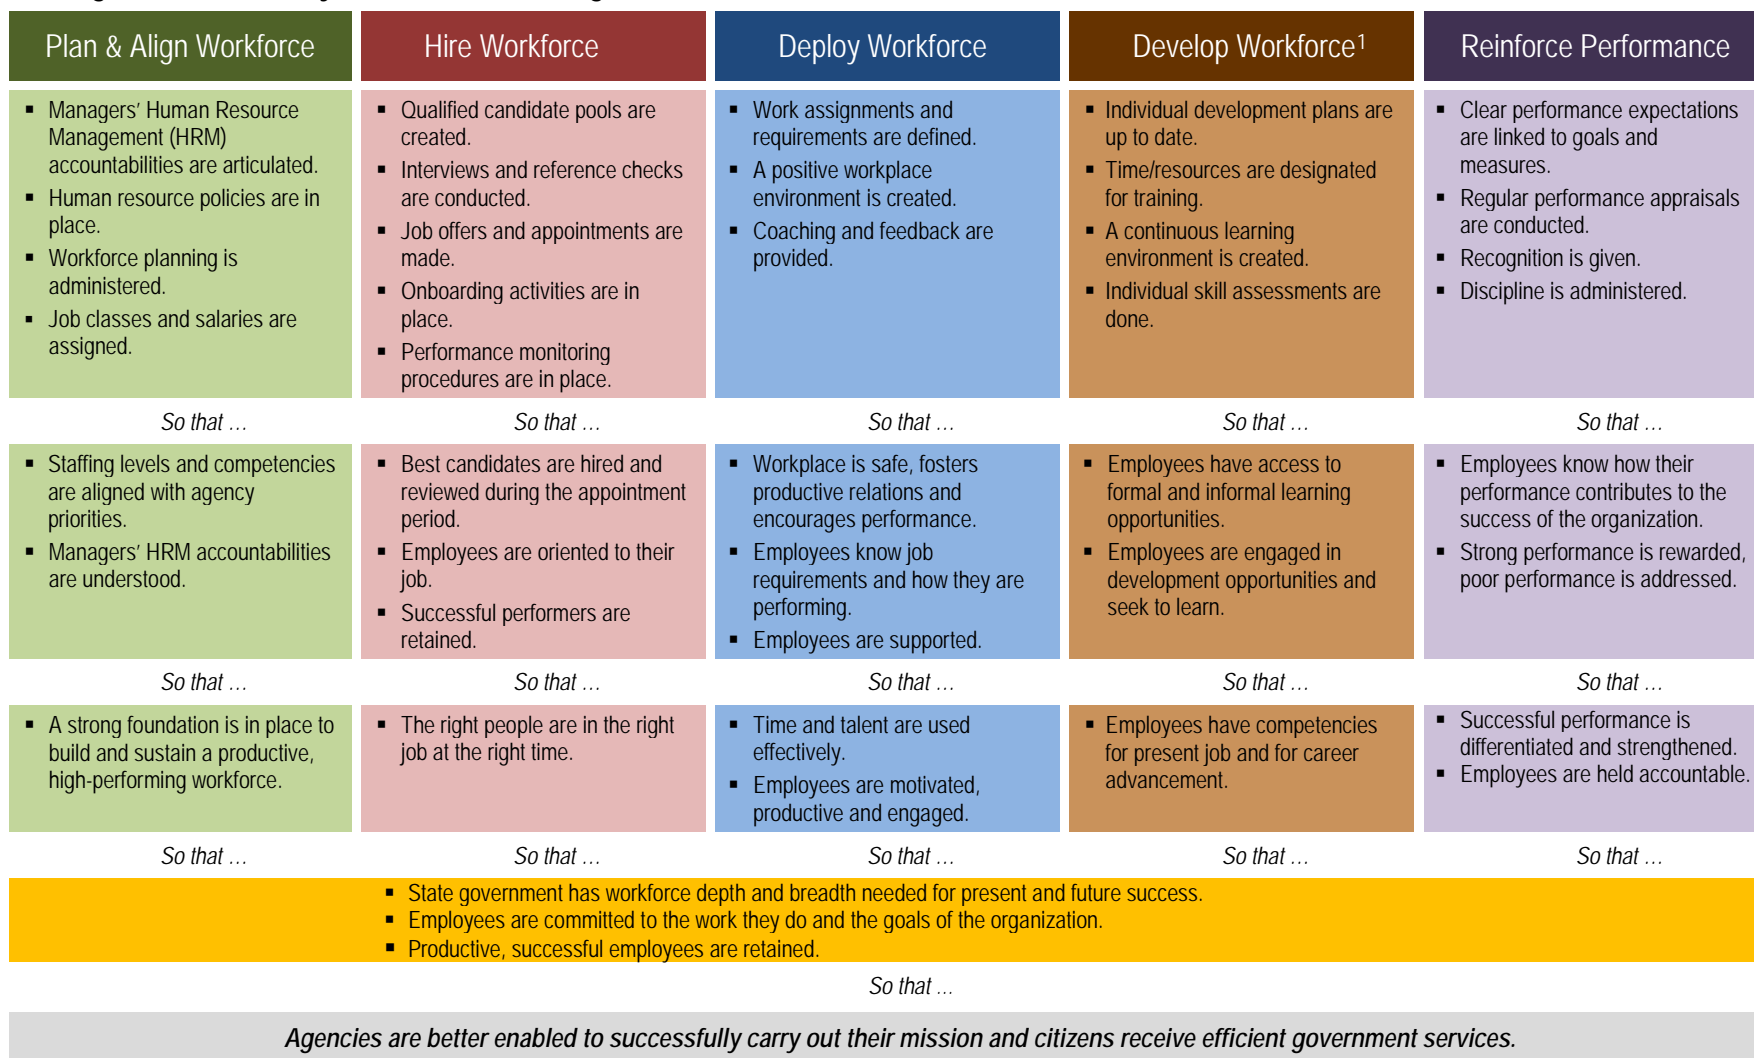 Plan & Align Workforce
Hire Workforce
Deploy Workforce
Develop Workforce¹
Reinforce Performance
▪ Managers’ Human Resource
Management (HRM)
accountabilities are articulated.
▪ Human resource policies are in
place.
▪ Workforce planning is
administered.
▪ Job classes and salaries are
assigned.
▪ Qualified candidate pools are
created.
▪ Interviews and reference checks
are conducted.
▪ Job offers and appointments are
made.
▪ Onboarding activities are in
place.
▪ Performance monitoring
procedures are in place.
▪ Work assignments and
requirements are defined.
▪ A positive workplace
environment is created.
▪ Coaching and feedback are
provided.
▪ Individual development plans are
up to date.
▪ Time/resources are designated
for training.
▪ A continuous learning
environment is created.
▪ Individual skill assessments are
done.
▪ Clear performance expectations
are linked to goals and
measures.
▪ Regular performance appraisals
are conducted.
▪ Recognition is given.
▪ Discipline is administered.
So that …
So that …
So that …
So that …
So that …
▪ Staffing levels and competencies
are aligned with agency
priorities.
▪ Managers’ HRM accountabilities
are understood.
▪ Best candidates are hired and
reviewed during the appointment
period.
▪ Employees are oriented to their
job.
▪ Successful performers are
retained.
▪ Workplace is safe, fosters
productive relations and
encourages performance.
▪ Employees know job
requirements and how they are
performing.
▪ Employees are supported.
▪ Employees have access to
formal and informal learning
opportunities.
▪ Employees are engaged in
development opportunities and
seek to learn.
▪ Employees know how their
performance contributes to the
success of the organization.
▪ Strong performance is rewarded,
poor performance is addressed.
So that …
So that …
So that …
So that …
So that …
▪ A strong foundation is in place to
build and sustain a productive,
high-performing workforce.
▪ The right people are in the right
job at the right time.
▪ Time and talent are used
effectively.
▪ Employees are motivated,
productive and engaged.
▪ Employees have competencies
for present job and for career
advancement.
▪ Successful performance is
differentiated and strengthened.
▪ Employees are held accountable.
So that …
So that …
So that …
So that …
So that …
▪ State government has workforce depth and breadth needed for present and future success.
▪ Employees are committed to the work they do and the goals of the organization.
▪ Productive, successful employees are retained.
So that …
Agencies are better enabled to successfully carry out their mission and citizens receive efficient government services.